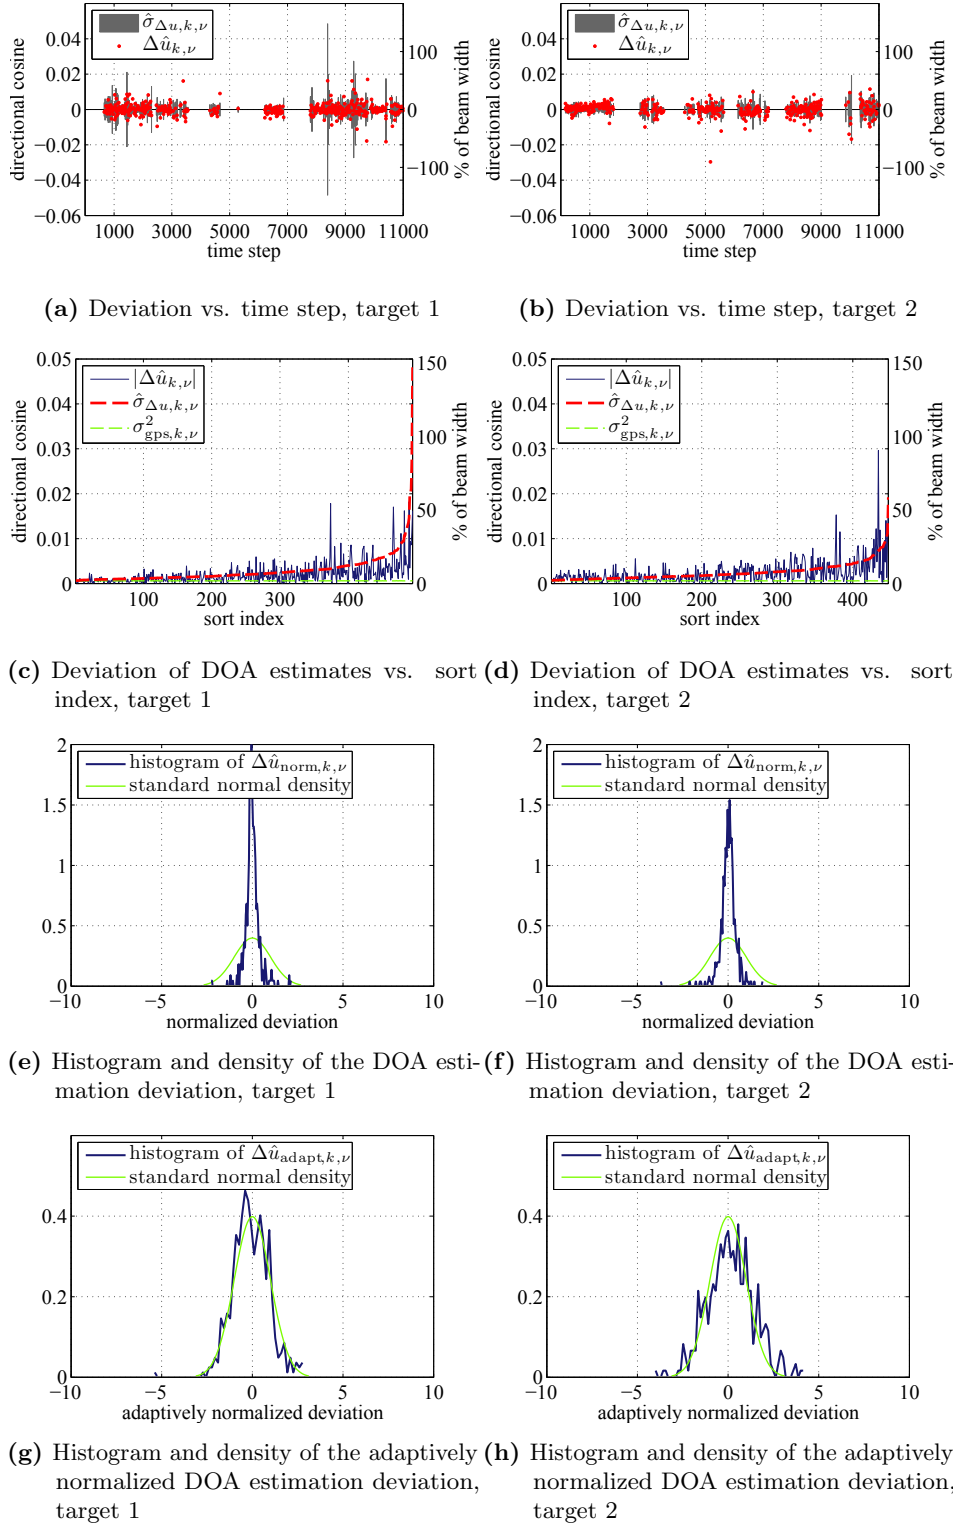 0.06
0.04
0.02
0
−0.02
−0.04
−0.06
directional cosine
σ̂Δu,k,ν
Δûk,ν
100
0
−100
% of beam width
1000 3000 5000 7000 9000 11000
time step
(a) Deviation vs. time step, target 1
0.06
0.04
0.02
0
−0.02
−0.04
−0.06
directional cosine
σ̂Δu,k,ν
Δûk,ν
100
0
−100
% of beam width
1000 3000 5000 7000 9000 11000
time step
(b) Deviation vs. time step, target 2
0.05
0.04
0.03
0.02
0.01
0
directional cosine
|Δûk,ν|
σ̂Δu,k,ν
σ²gps,k,ν
150
100
50
0
% of beam width
100 200 300 400
sort index
(c) Deviation of DOA estimates vs. sort
index, target 1
0.05
0.04
0.03
0.02
0.01
0
directional cosine
|Δûk,ν|
σ̂Δu,k,ν
σ²gps,k,ν
150
100
50
0
% of beam width
100 200 300 400
sort index
(d) Deviation of DOA estimates vs. sort
index, target 2
2
1.5
1
0.5
0
histogram of Δûnorm,k,ν
standard normal density
−10 −5 0 5 10
normalized deviation
(e) Histogram and density of the DOA esti-
mation deviation, target 1
2
1.5
1
0.5
0
histogram of Δûnorm,k,ν
standard normal density
−10 −5 0 5 10
normalized deviation
(f) Histogram and density of the DOA esti-
mation deviation, target 2
0.4
0.2
0
histogram of Δûadapt,k,ν
standard normal density
−10 −5 0 5 10
adaptively normalized deviation
(g) Histogram and density of the adaptively
normalized DOA estimation deviation,
target 1
0.4
0.2
0
histogram of Δûadapt,k,ν
standard normal density
−10 −5 0 5 10
adaptively normalized deviation
(h) Histogram and density of the adaptively
normalized DOA estimation deviation,
target 2